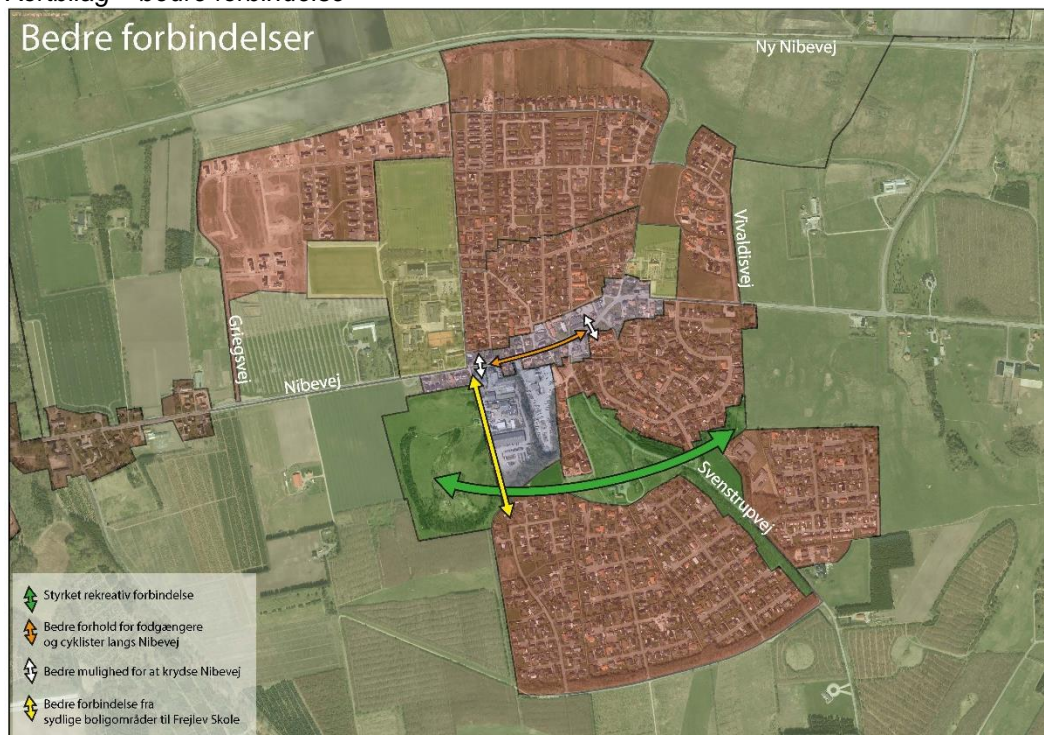 Kortbilag – bedre forbindelse
Bedre forbindelser
Ny Nibevej
Vivaldisvej
Griegsvej
Nibevej
Svenstrupvej
Styrket rekreativ forbindelse
Bedre forhold for fodgængere
og cyklister langs Nibevej
Bedre mulighed for at krydse Nibevej
Bedre forbindelse fra
sydlige boligområder til Frejlev Skole